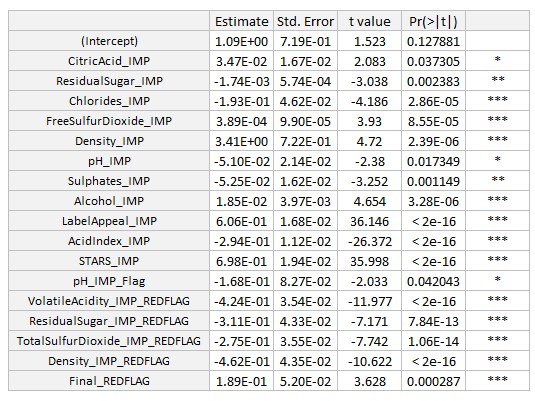 Estimate Std. Error t value Pr(>|t|)
(Intercept) 1.09E+00 7.19E-01 1.523 0.127881
CitricAcid_IMP 3.47E-02 1.67E-02 2.083 0.037305 *
ResidualSugar_IMP -1.74E-03 5.74E-04 -3.038 0.002383 **
Chlorides_IMP -1.93E-01 4.62E-02 -4.186 2.86E-05 ***
FreeSulfurDioxide_IMP 3.89E-04 9.90E-05 3.93 8.55E-05 ***
Density_IMP 3.41E+00 7.22E-01 4.72 2.39E-06 ***
pH_IMP -5.10E-02 2.14E-02 -2.38 0.017349 *
Sulphates_IMP -5.25E-02 1.62E-02 -3.252 0.001149 **
Alcohol_IMP 1.85E-02 3.97E-03 4.654 3.28E-06 ***
LabelAppeal_IMP 6.06E-01 1.68E-02 36.146 < 2e-16 ***
AcidIndex_IMP -2.94E-01 1.12E-02 -26.372 < 2e-16 ***
STARS_IMP 6.98E-01 1.94E-02 35.998 < 2e-16 ***
pH_IMP_Flag -1.68E-01 8.27E-02 -2.033 0.042043 *
VolatileAcidity_IMP_REDFLAG -4.24E-01 3.54E-02 -11.977 < 2e-16 ***
ResidualSugar_IMP_REDFLAG -3.11E-01 4.33E-02 -7.171 7.84E-13 ***
TotalSulfurDioxide_IMP_REDFLAG -2.75E-01 3.55E-02 -7.742 1.06E-14 ***
Density_IMP_REDFLAG -4.62E-01 4.35E-02 -10.622 < 2e-16 ***
Final_REDFLAG 1.89E-01 5.20E-02 3.628 0.000287 ***